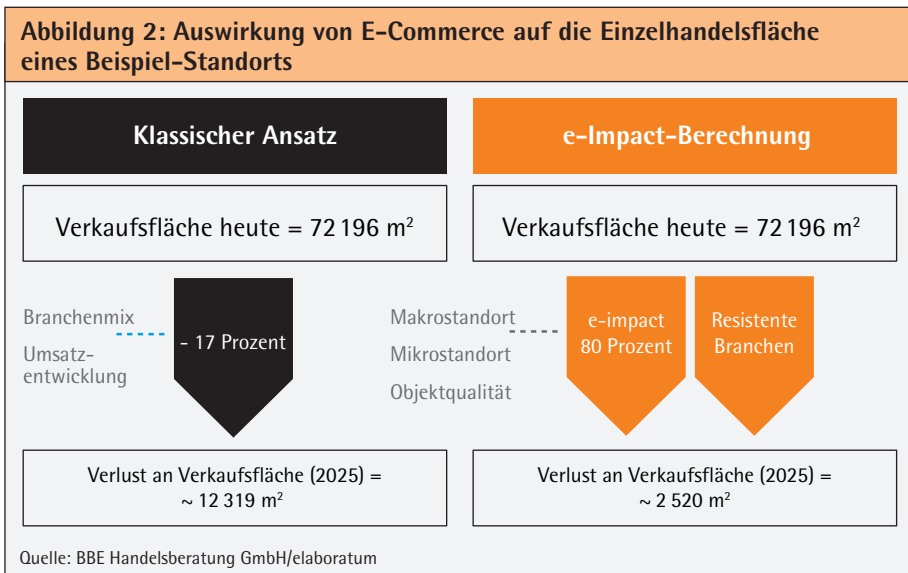 Abbildung 2: Auswirkung von E-Commerce auf die Einzelhandelsfläche
eines Beispiel-Standorts
Klassischer Ansatz
Verkaufsfläche heute = 72 196 m²
Branchenmix
Umsatz-
entwicklung
- 17 Prozent
Verlust an Verkaufsfläche (2025) =
~ 12 319 m²
e-Impact-Berechnung
Verkaufsfläche heute = 72 196 m²
Makrostandort
Mikrostandort
Objektqualität
e-impact
80 Prozent
Resistente
Branchen
Verlust an Verkaufsfläche (2025) =
~ 2 520 m²
Quelle: BBE Handelsberatung GmbH/elaboratum